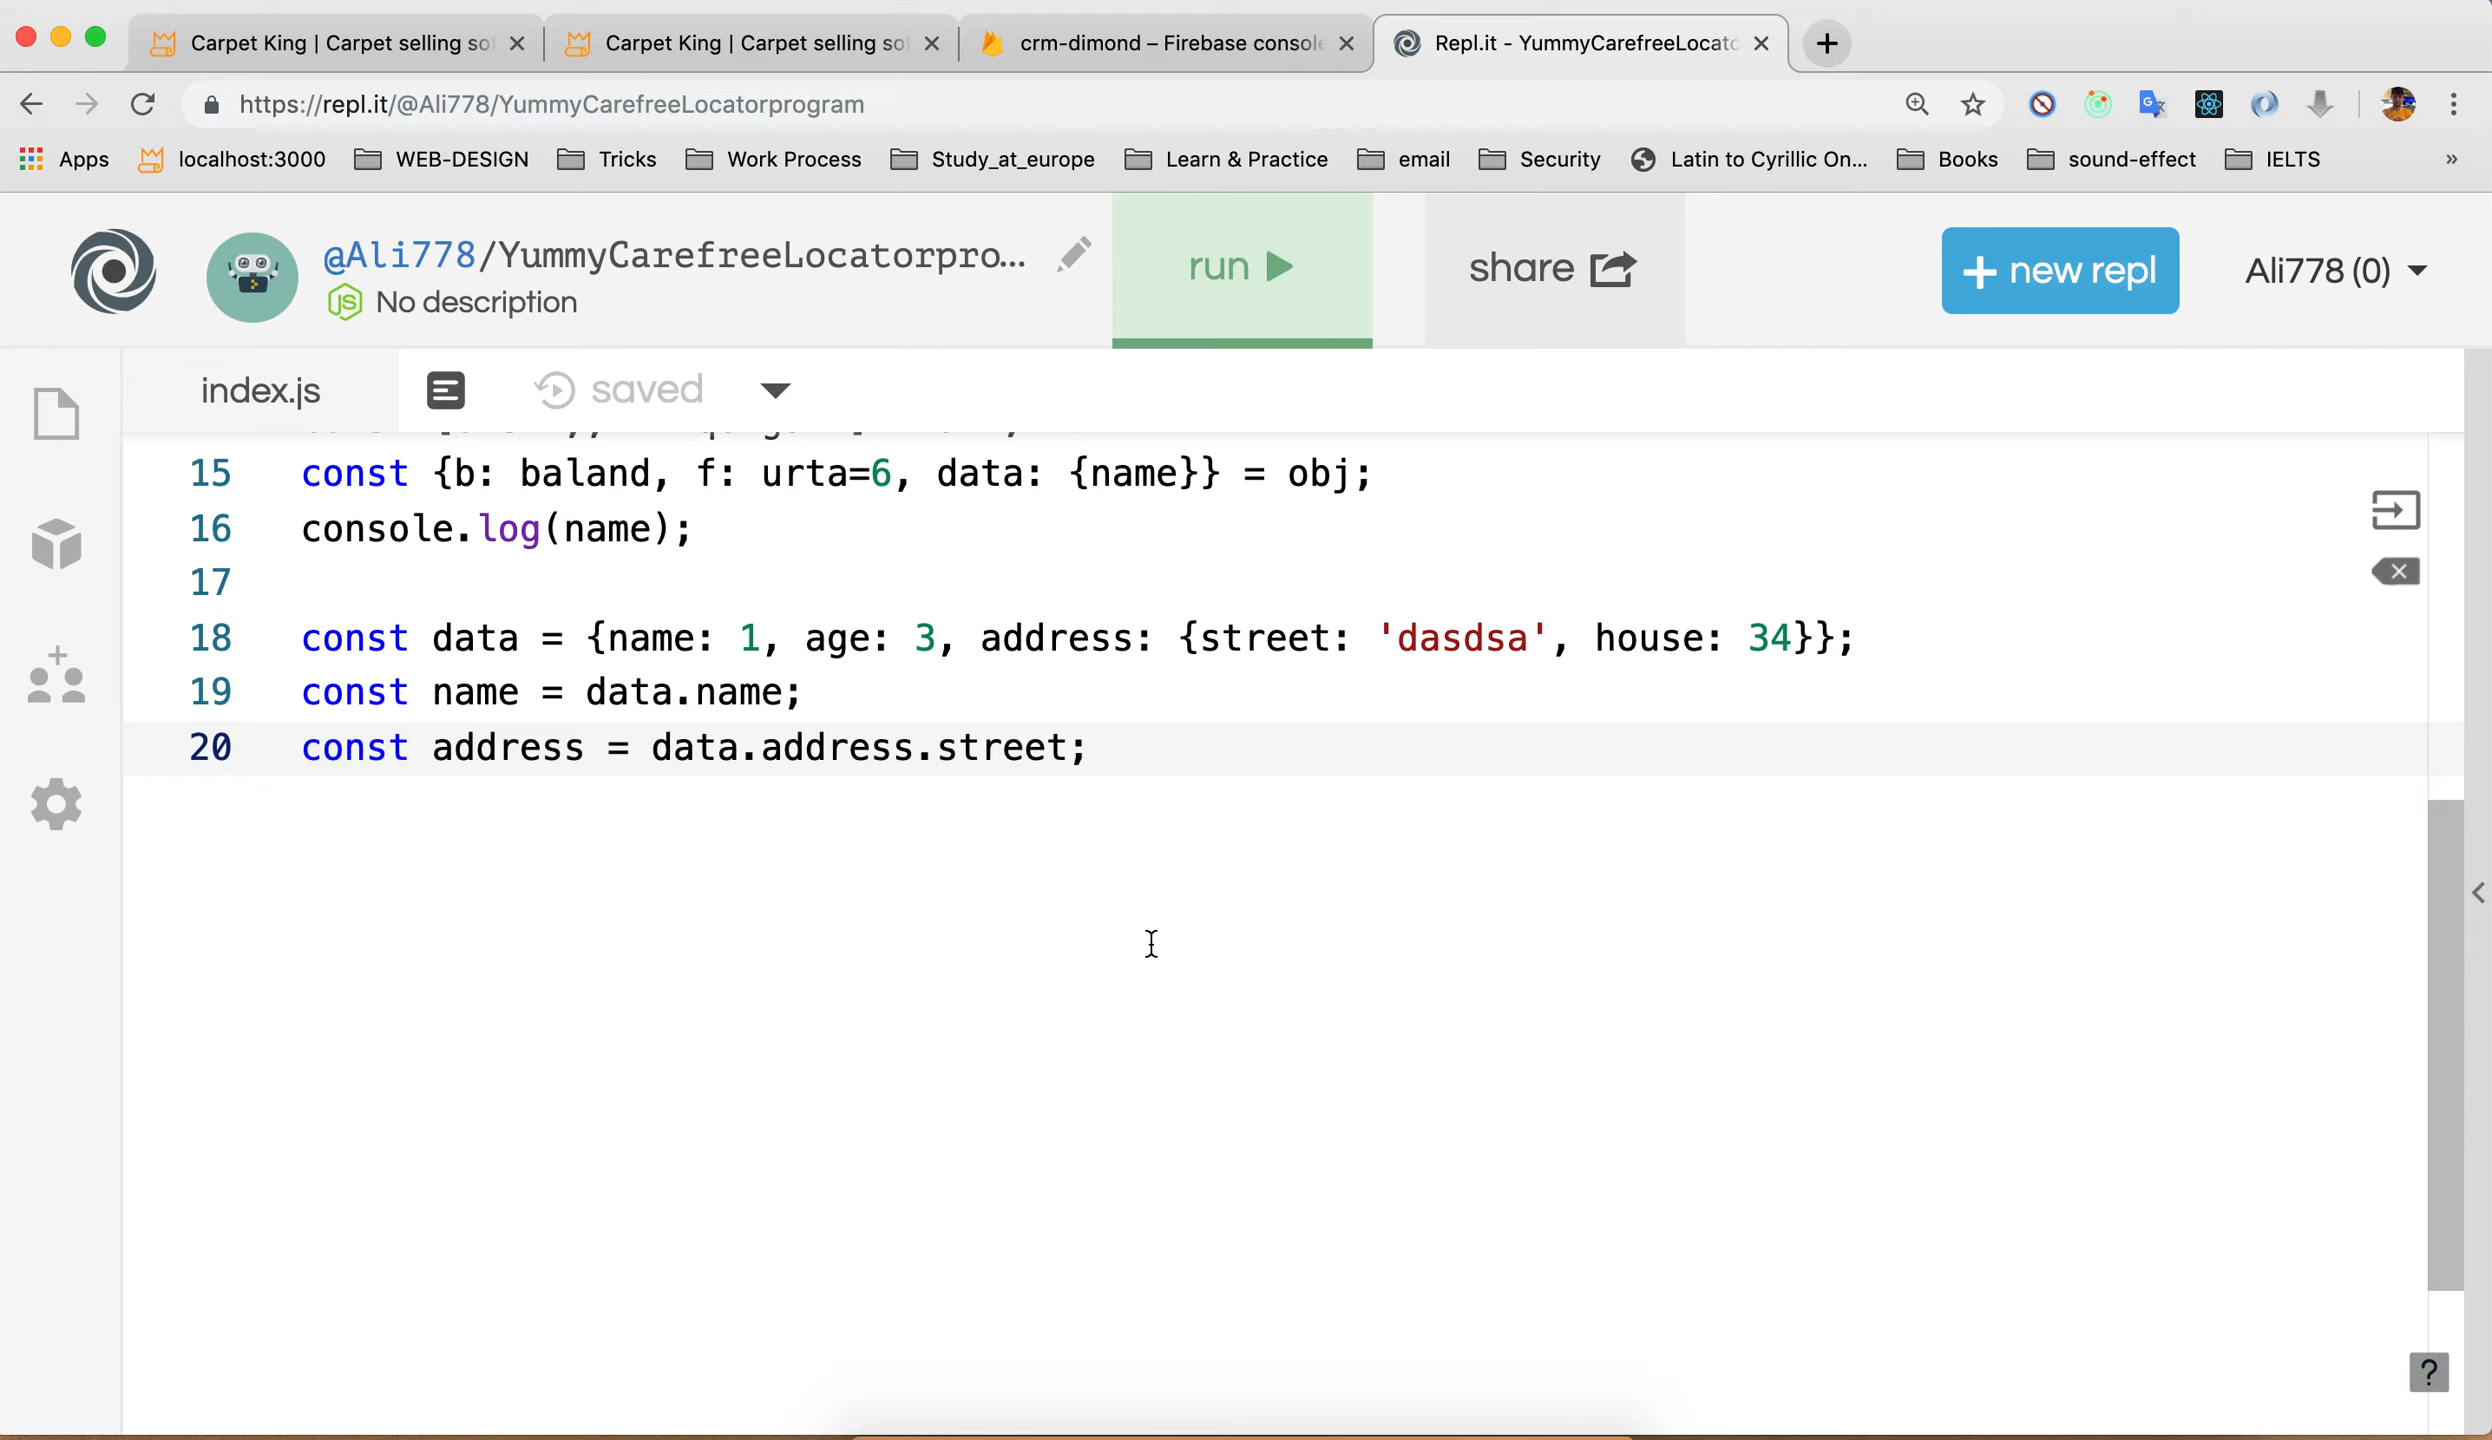 Carpet King | Carpet selling so
Carpet King | Carpet selling so
crm-dimond – Firebase console
Repl.it - YummyCarefreeLocato
https://repl.it/@Ali778/YummyCarefreeLocatorprogram
Apps
localhost:3000
WEB-DESIGN
Tricks
Work Process
Study_at_europe
Learn & Practice
email
Security
Latin to Cyrillic On...
Books
sound-effect
IELTS
»
@Ali778/YummyCarefreeLocatorpro...
No description
run
share
+ new repl
Ali778 (0)
index.js
saved
15 const {b: baland, f: urta=6, data: {name}} = obj;
16 console.log(name);
17
18 const data = {name: 1, age: 3, address: {street: 'dasdsa', house: 34}};
19 const name = data.name;
20 const address = data.address.street;
?